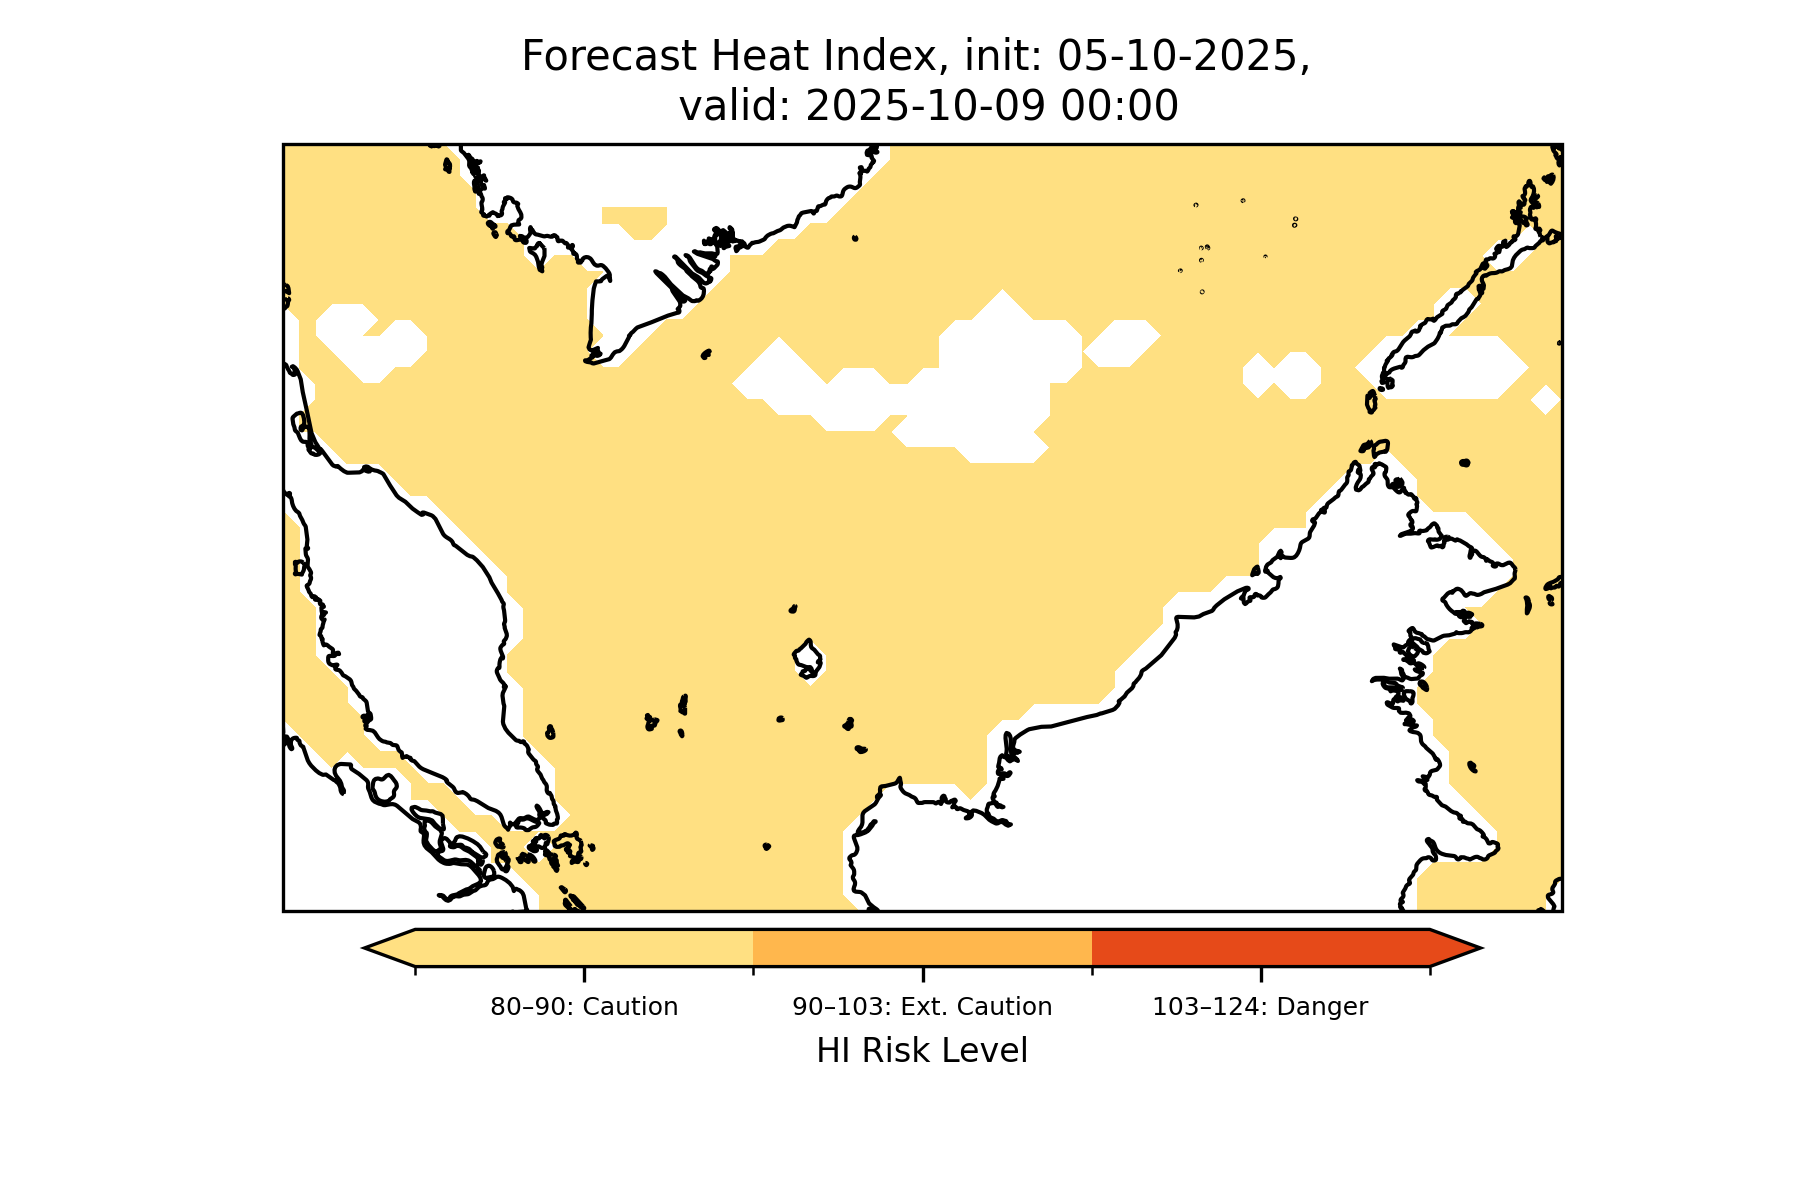 Forecast Heat Index, init: 05-10-2025,
valid: 2025-10-09 00:00
80–90: Caution
90–103: Ext. Caution
103–124: Danger
HI Risk Level